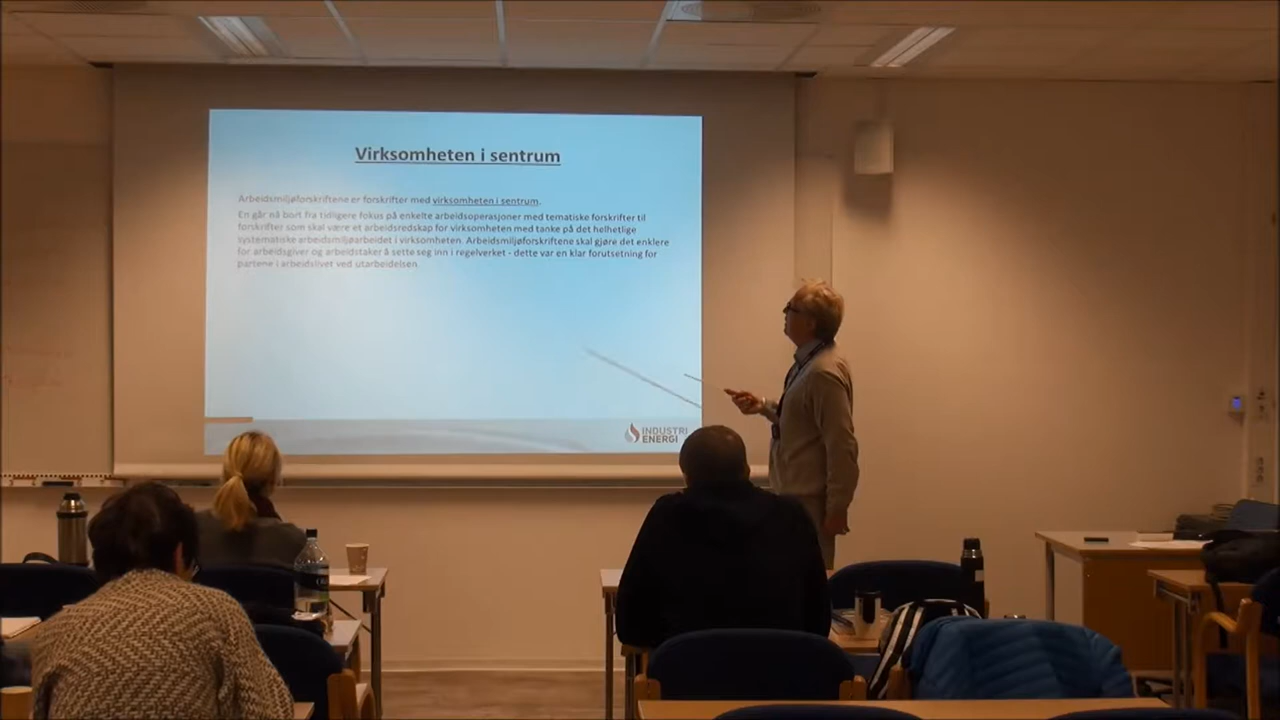 Virksomheten i sentrum
Arbeidsmiljøforskriftene er forskrifter med virksomheten i sentrum.
En går nå bort fra tidligere fokus på enkelte arbeidsoperasjoner med tematiske forskrifter til
forskrifter som skal være et arbeidsredskap for virksomheten med tanke på det helhetlige
systematiske arbeidsmiljøarbeidet i virksomheten. Arbeidsmiljøforskriftene skal gjøre det enklere
for arbeidsgiver og arbeidstaker å sette seg inn i regelverket - dette var en klar forutsetning for
partene i arbeidslivet ved utarbeidelsen.
INDUSTRI
ENERGI